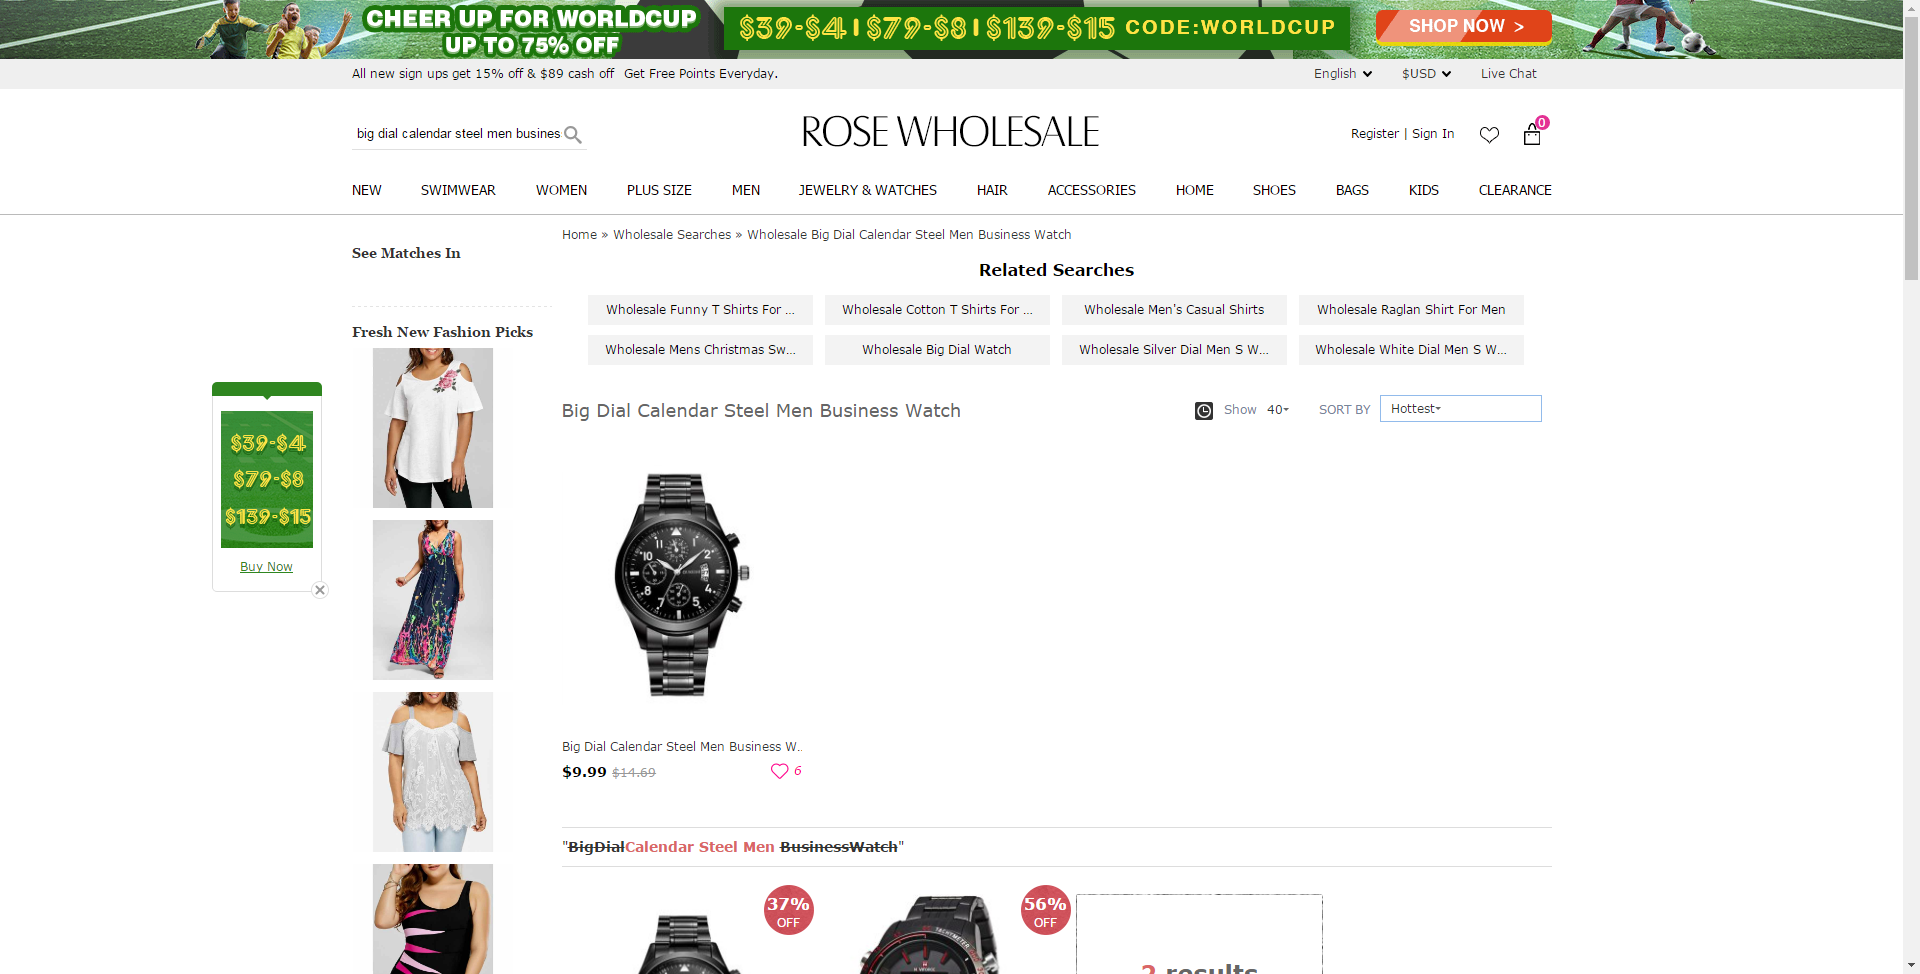 CHEER UP FOR WORLDCUP
UP TO 75% OFF
$39-$4 | $79-$8 | $139-$15 CODE:WORLDCUP
SHOP NOW >
All new sign ups get 15% off & $89 cash off Get Free Points Everyday.
English $USD Live Chat
big dial calendar steel men busines
ROSE WHOLESALE
Register | Sign In
0
NEW SWIMWEAR WOMEN PLUS SIZE MEN JEWELRY & WATCHES HAIR ACCESSORIES HOME SHOES BAGS KIDS CLEARANCE
Home » Wholesale Searches » Wholesale Big Dial Calendar Steel Men Business Watch
See Matches In
Related Searches
Wholesale Funny T Shirts For ... Wholesale Cotton T Shirts For ... Wholesale Men's Casual Shirts Wholesale Raglan Shirt For Men
Wholesale Mens Christmas Sw... Wholesale Big Dial Watch Wholesale Silver Dial Men S W... Wholesale White Dial Men S W...
Fresh New Fashion Picks
$39-$4
$79-$8
$139-$15
Buy Now
Big Dial Calendar Steel Men Business Watch
Show 40 SORT BY Hottest
Big Dial Calendar Steel Men Business W..
$9.99 $14.69 6
"BigDialCalendar Steel Men BusinessWatch"
37%
OFF
56%
OFF
TACHYMETER
2 results